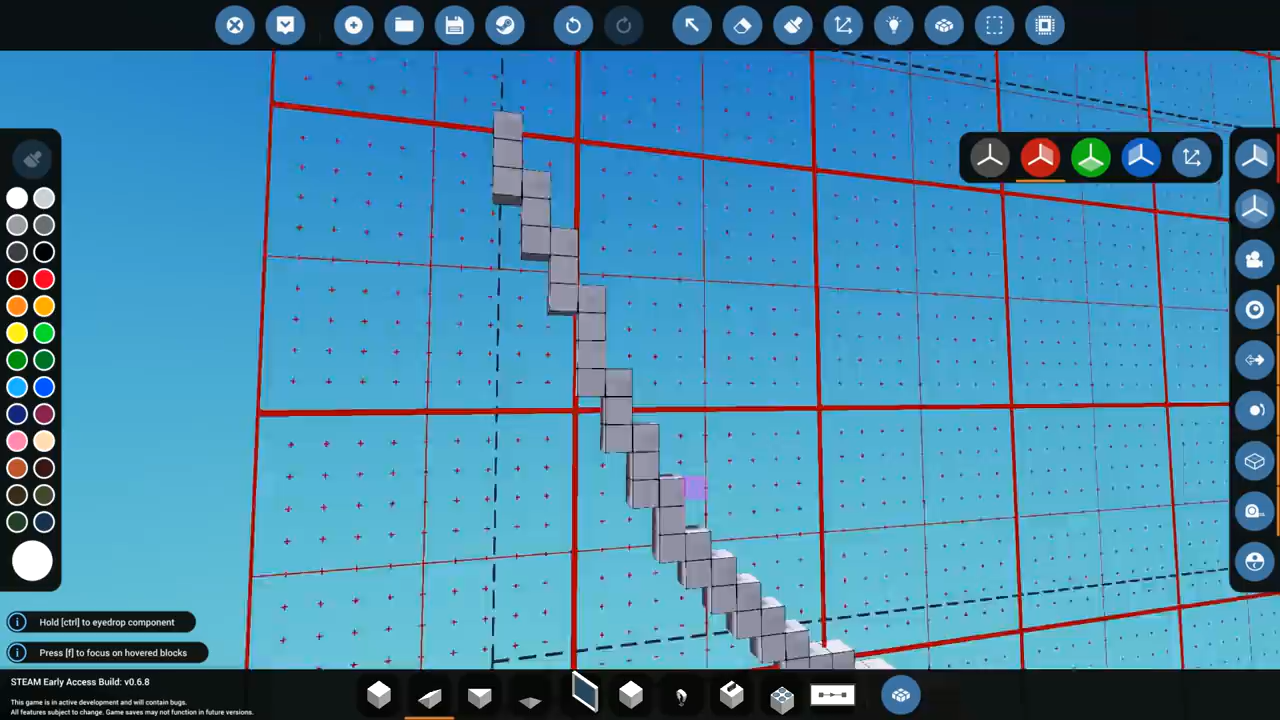 Hold [ctrl] to eyedrop component
Press [f] to focus on hovered blocks
STEAM Early Access Build: v0.6.8
This game is in active development and will contain bugs.
All features subject to change. Game saves may not function in future versions.